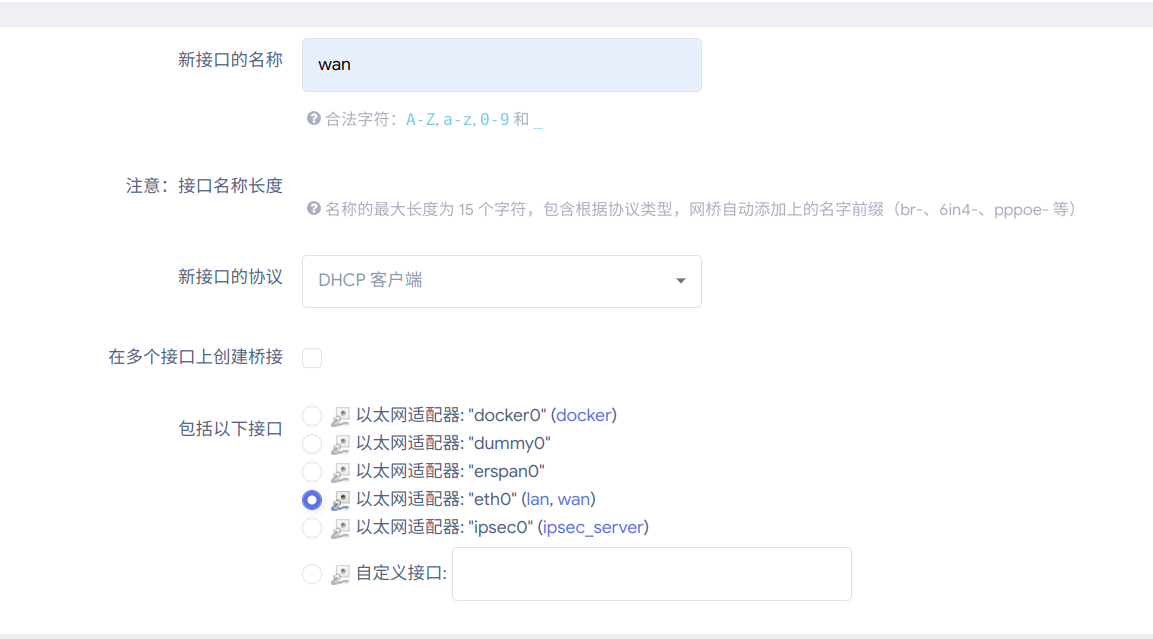 新接口的名称
wan
合法字符：A-Z, a-z, 0-9 和 _
注意：接口名称长度
名称的最大长度为 15 个字符，包含根据协议类型，网桥自动添加上的名字前缀（br-、6in4-、pppoe- 等）
新接口的协议
DHCP 客户端
在多个接口上创建桥接
包括以下接口
以太网适配器: "docker0" (docker)
以太网适配器: "dummy0"
以太网适配器: "erspan0"
以太网适配器: "eth0" (lan, wan)
以太网适配器: "ipsec0" (ipsec_server)
自定义接口: